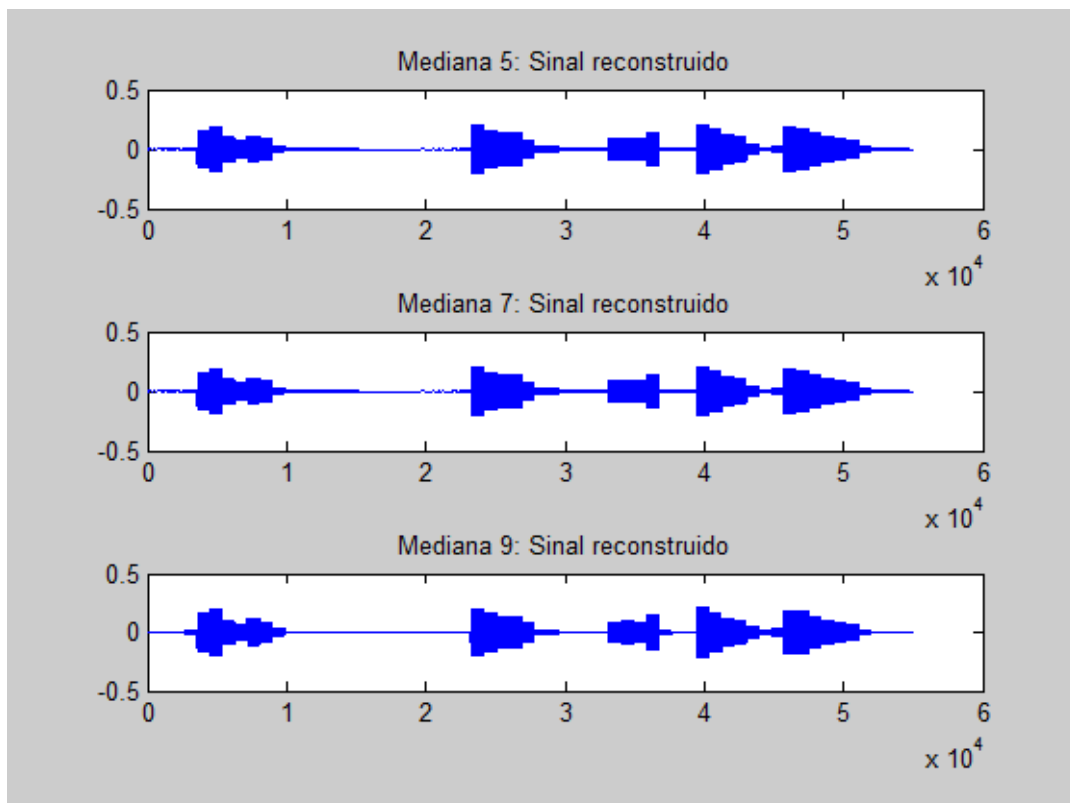 Mediana 5: Sinal reconstruido
0.5
0
-0.5
0 1 2 3 4 5 6
x 10^4
Mediana 7: Sinal reconstruido
0.5
0
-0.5
0 1 2 3 4 5 6
x 10^4
Mediana 9: Sinal reconstruido
0.5
0
-0.5
0 1 2 3 4 5 6
x 10^4